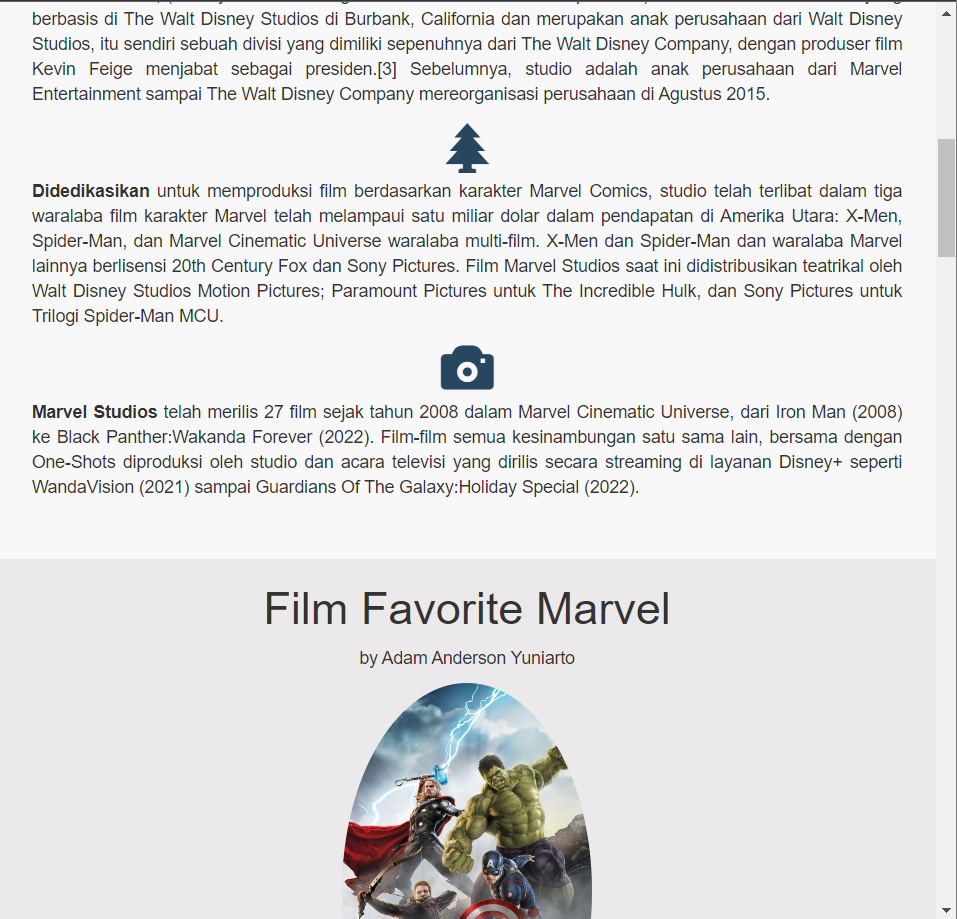 berbasis di The Walt Disney Studios di Burbank, California dan merupakan anak perusahaan dari Walt Disney
Studios, itu sendiri sebuah divisi yang dimiliki sepenuhnya dari The Walt Disney Company, dengan produser film
Kevin Feige menjabat sebagai presiden.[3] Sebelumnya, studio adalah anak perusahaan dari Marvel
Entertainment sampai The Walt Disney Company mereorganisasi perusahaan di Agustus 2015.
Didedikasikan untuk memproduksi film berdasarkan karakter Marvel Comics, studio telah terlibat dalam tiga
waralaba film karakter Marvel telah melampaui satu miliar dolar dalam pendapatan di Amerika Utara: X-Men,
Spider-Man, dan Marvel Cinematic Universe waralaba multi-film. X-Men dan Spider-Man dan waralaba Marvel
lainnya berlisensi 20th Century Fox dan Sony Pictures. Film Marvel Studios saat ini didistribusikan teatrikal oleh
Walt Disney Studios Motion Pictures; Paramount Pictures untuk The Incredible Hulk, dan Sony Pictures untuk
Trilogi Spider-Man MCU.
Marvel Studios telah merilis 27 film sejak tahun 2008 dalam Marvel Cinematic Universe, dari Iron Man (2008)
ke Black Panther:Wakanda Forever (2022). Film-film semua kesinambungan satu sama lain, bersama dengan
One-Shots diproduksi oleh studio dan acara televisi yang dirilis secara streaming di layanan Disney+ seperti
WandaVision (2021) sampai Guardians Of The Galaxy:Holiday Special (2022).
Film Favorite Marvel
by Adam Anderson Yuniarto
A